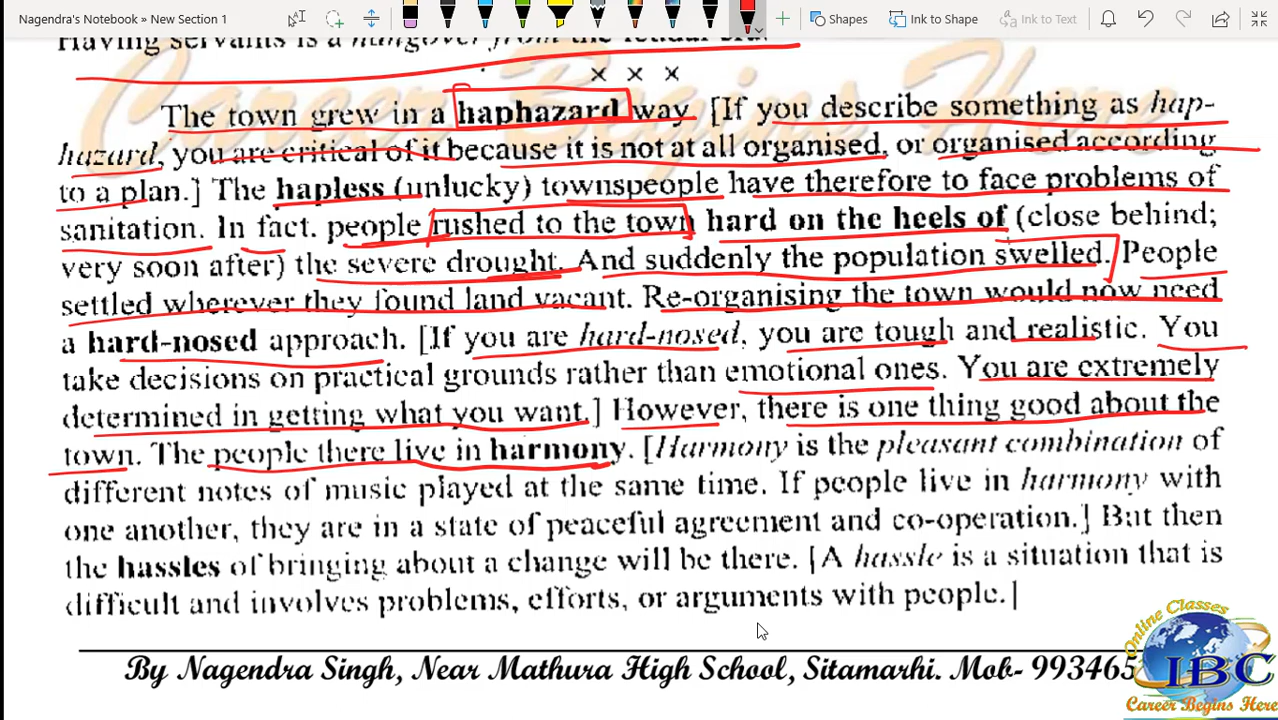 Nagendra's Notebook » New Section 1
Shapes
Ink to Shape
Ink to Text
Having servants is a hangover from the feudal era.
x x x
The town grew in a haphazard way. [If you describe something as hap-
hazard, you are critical of it because it is not at all organised, or organised according
to a plan.] The hapless (unlucky) townspeople have therefore to face problems of
sanitation. In fact. people rushed to the town hard on the heels of (close behind;
very soon after) the severe drought. And suddenly the population swelled. People
settled wherever they found land vacant. Re-organising the town would now need
a hard-nosed approach. [If you are hard-nosed, you are tough and realistic. You
take decisions on practical grounds rather than emotional ones. You are extremely
determined in getting what you want.] However, there is one thing good about the
town. The people there live in harmony. [Harmony is the pleasant combination of
different notes of music played at the same time. If people live in harmony with
one another, they are in a state of peaceful agreement and co-operation.] But then
the hassles of bringing about a change will be there. [A hassle is a situation that is
difficult and involves problems, efforts, or arguments with people.]
Career Begins Here
By Nagendra Singh, Near Mathura High School, Sitamarhi. Mob- 993465
Online Classes
IBC
Career Begins Here